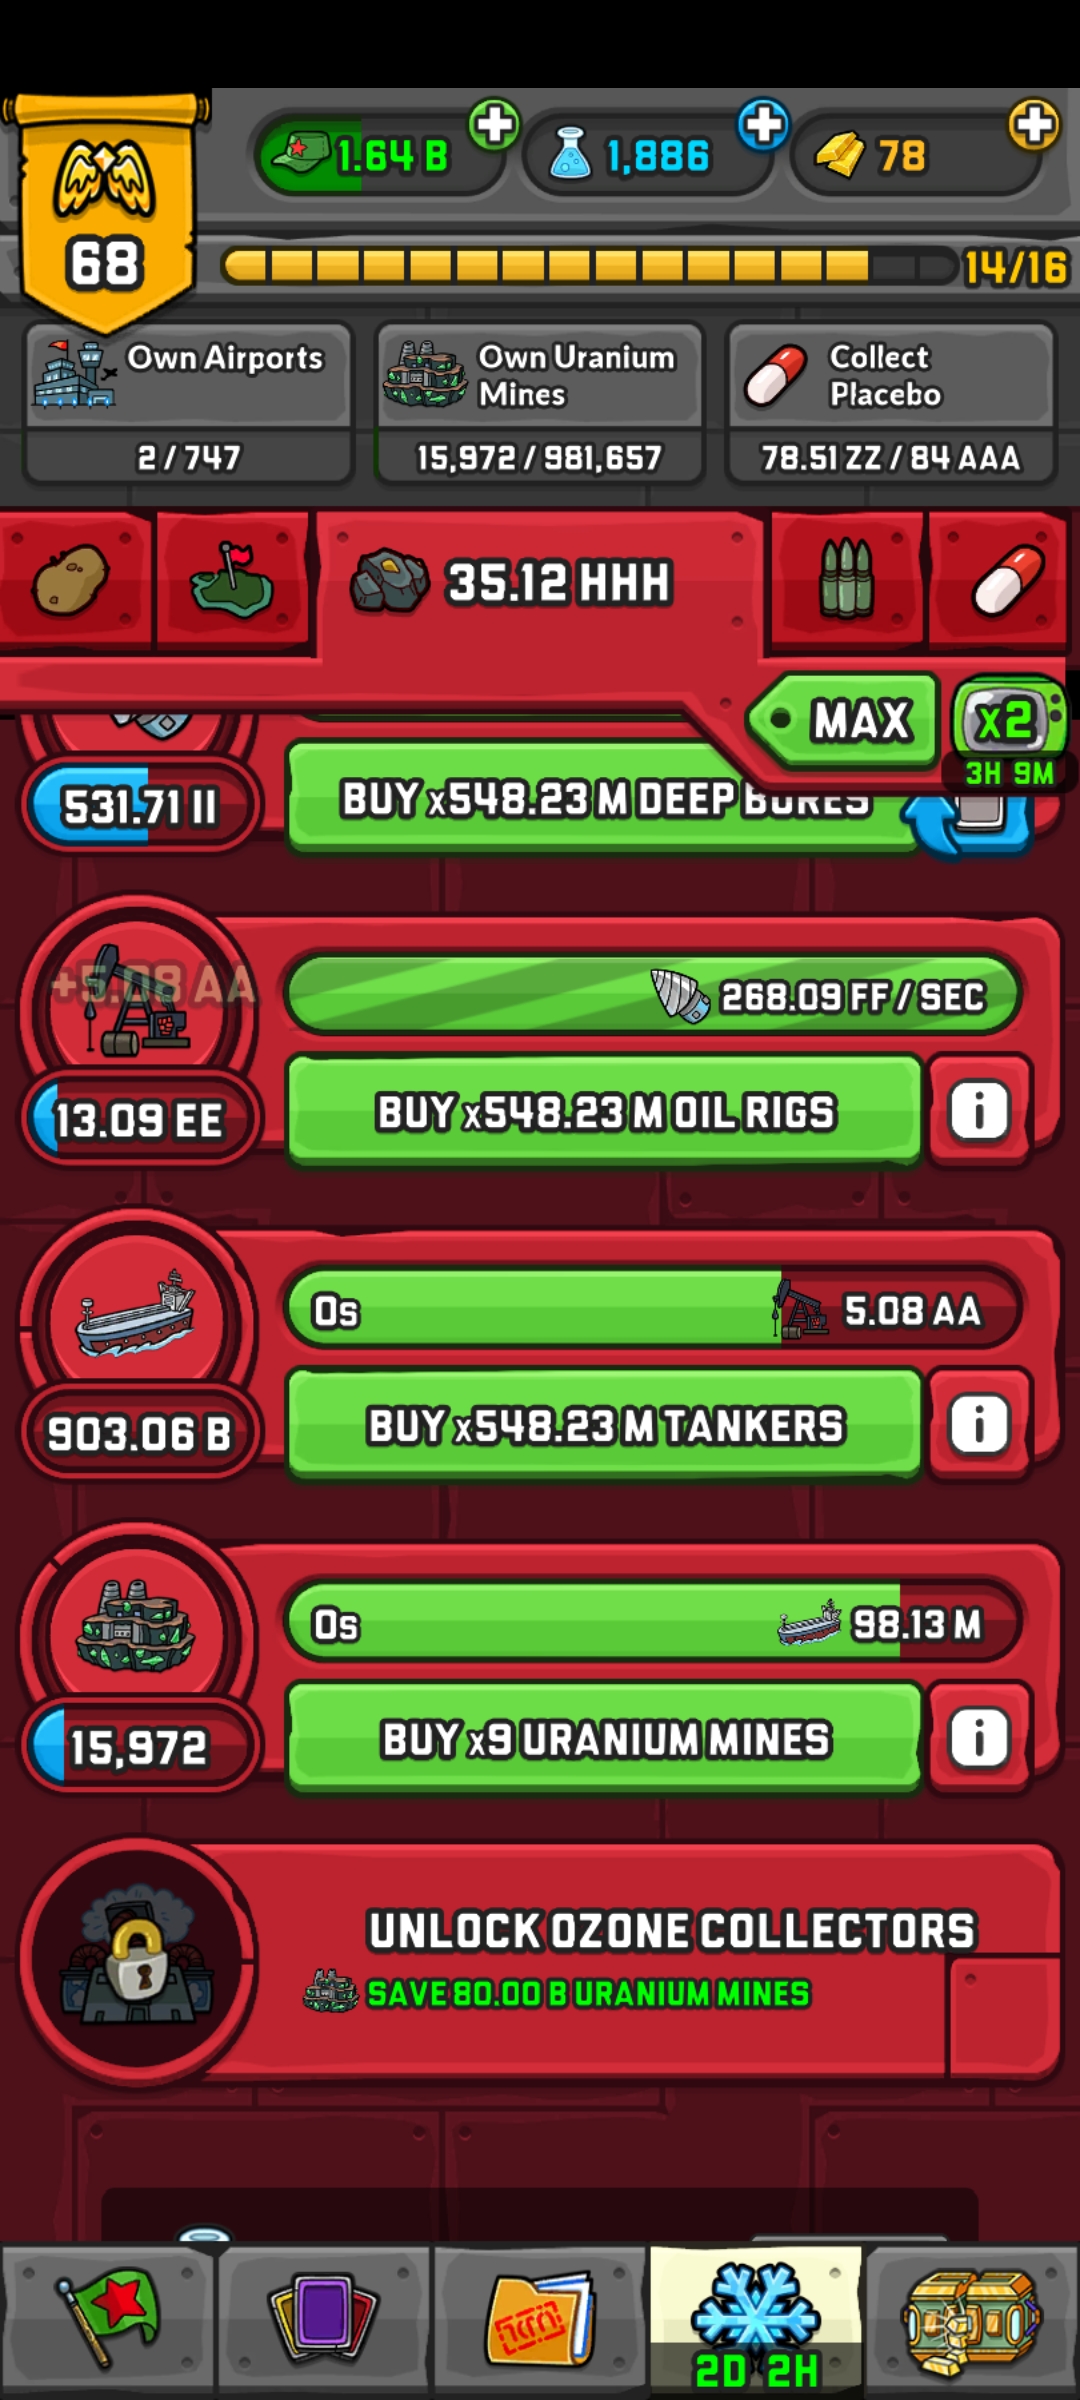 1.64 B
1,886
78
68
14/16
Own Airports
2 / 747
Own Uranium
Mines
15,972 / 981,657
Collect
Placebo
78.51 ZZ / 84 AAA
35.12 HHH
MAX
x2
3H 9M
531.71 II
BUY x548.23 M DEEP BORES
+5.08 AA
268.09 FF / SEC
13.09 EE
BUY x548.23 M OIL RIGS
i
0s
5.08 AA
903.06 B
BUY x548.23 M TANKERS
i
0s
98.13 M
15,972
BUY x9 URANIUM MINES
i
UNLOCK OZONE COLLECTORS
SAVE 80.00 B URANIUM MINES
2D 2H